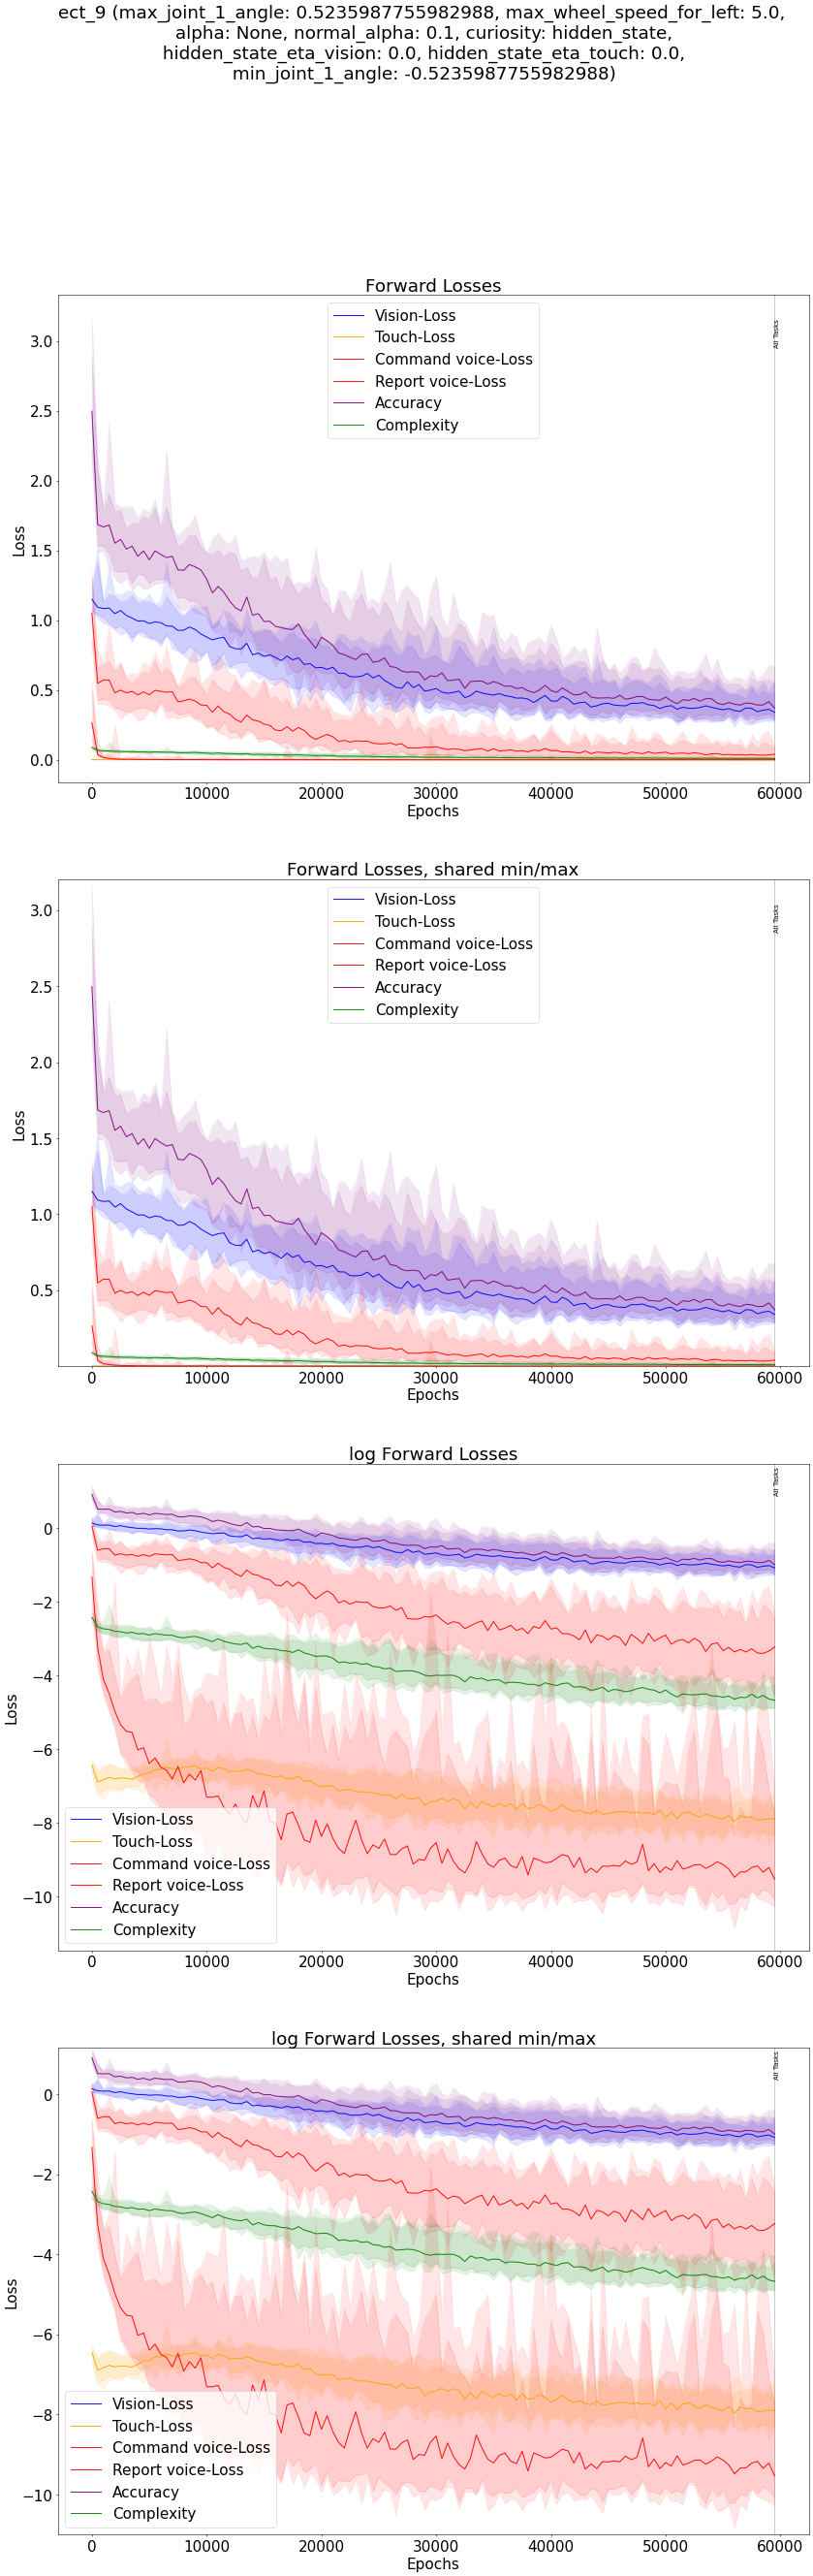 ect_9 (max_joint_1_angle: 0.5235987755982988, max_wheel_speed_for_left: 5.0,
alpha: None, normal_alpha: 0.1, curiosity: hidden_state,
hidden_state_eta_vision: 0.0, hidden_state_eta_touch: 0.0,
min_joint_1_angle: -0.5235987755982988)
Forward Losses
All Tasks
Vision-Loss
Touch-Loss
Command voice-Loss
Report voice-Loss
Accuracy
Complexity
3.0
2.5
2.0
1.5
1.0
0.5
0.0
Loss
0 10000 20000 30000 40000 50000 60000
Epochs
Forward Losses, shared min/max
All Tasks
Vision-Loss
Touch-Loss
Command voice-Loss
Report voice-Loss
Accuracy
Complexity
3.0
2.5
2.0
1.5
1.0
0.5
Loss
0 10000 20000 30000 40000 50000 60000
Epochs
log Forward Losses
All Tasks
0
−2
−4
−6
−8
−10
Loss
Vision-Loss
Touch-Loss
Command voice-Loss
Report voice-Loss
Accuracy
Complexity
0 10000 20000 30000 40000 50000 60000
Epochs
log Forward Losses, shared min/max
All Tasks
0
−2
−4
−6
−8
−10
Loss
Vision-Loss
Touch-Loss
Command voice-Loss
Report voice-Loss
Accuracy
Complexity
0 10000 20000 30000 40000 50000 60000
Epochs